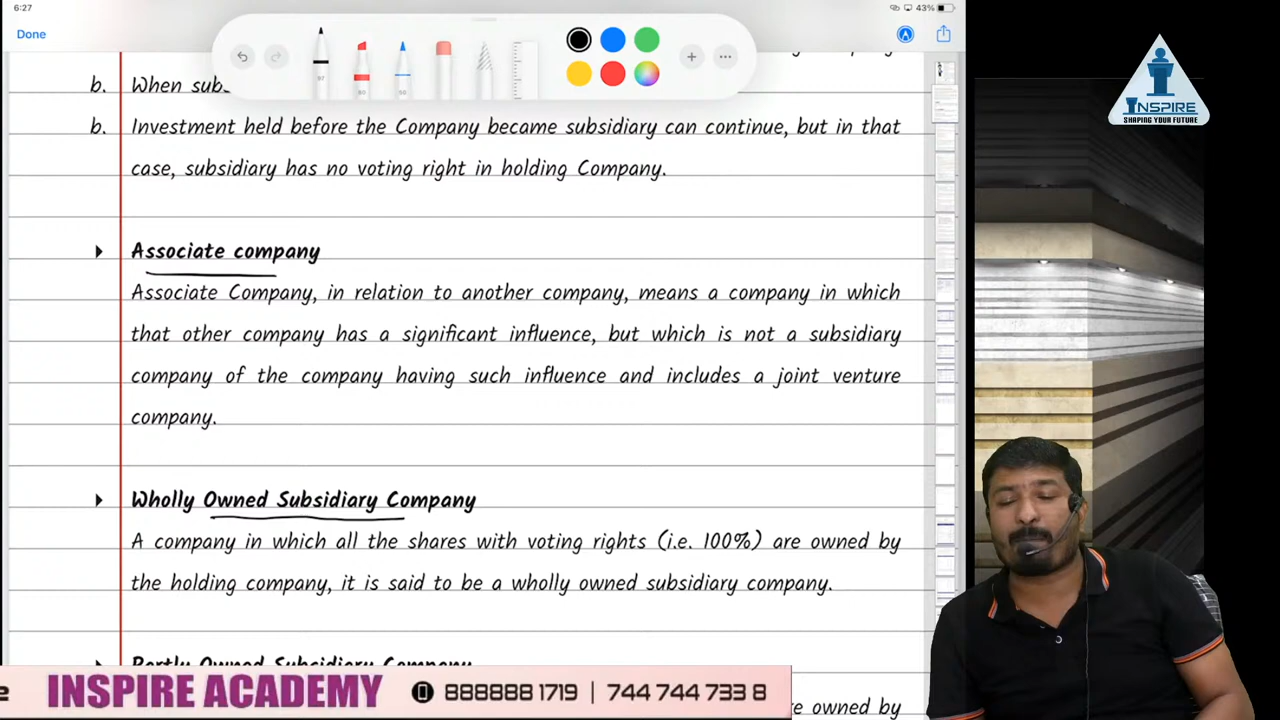 6:27
43%
Done
b. When sub
b. Investment held before the Company became subsidiary can continue, but in that
case, subsidiary has no voting right in holding Company.
Associate company
Associate Company, in relation to another company, means a company in which
that other company has a significant influence, but which is not a subsidiary
company of the company having such influence and includes a joint venture
company.
Wholly Owned Subsidiary Company
A company in which all the shares with voting rights (i.e. 100%) are owned by
the holding company, it is said to be a wholly owned subsidiary company.
Partly Owned Subsidiary Company
e owned by
INSPIRE
SHAPING YOUR FUTURE
e INSPIRE ACADEMY 888888 1719 | 744 744 733 8